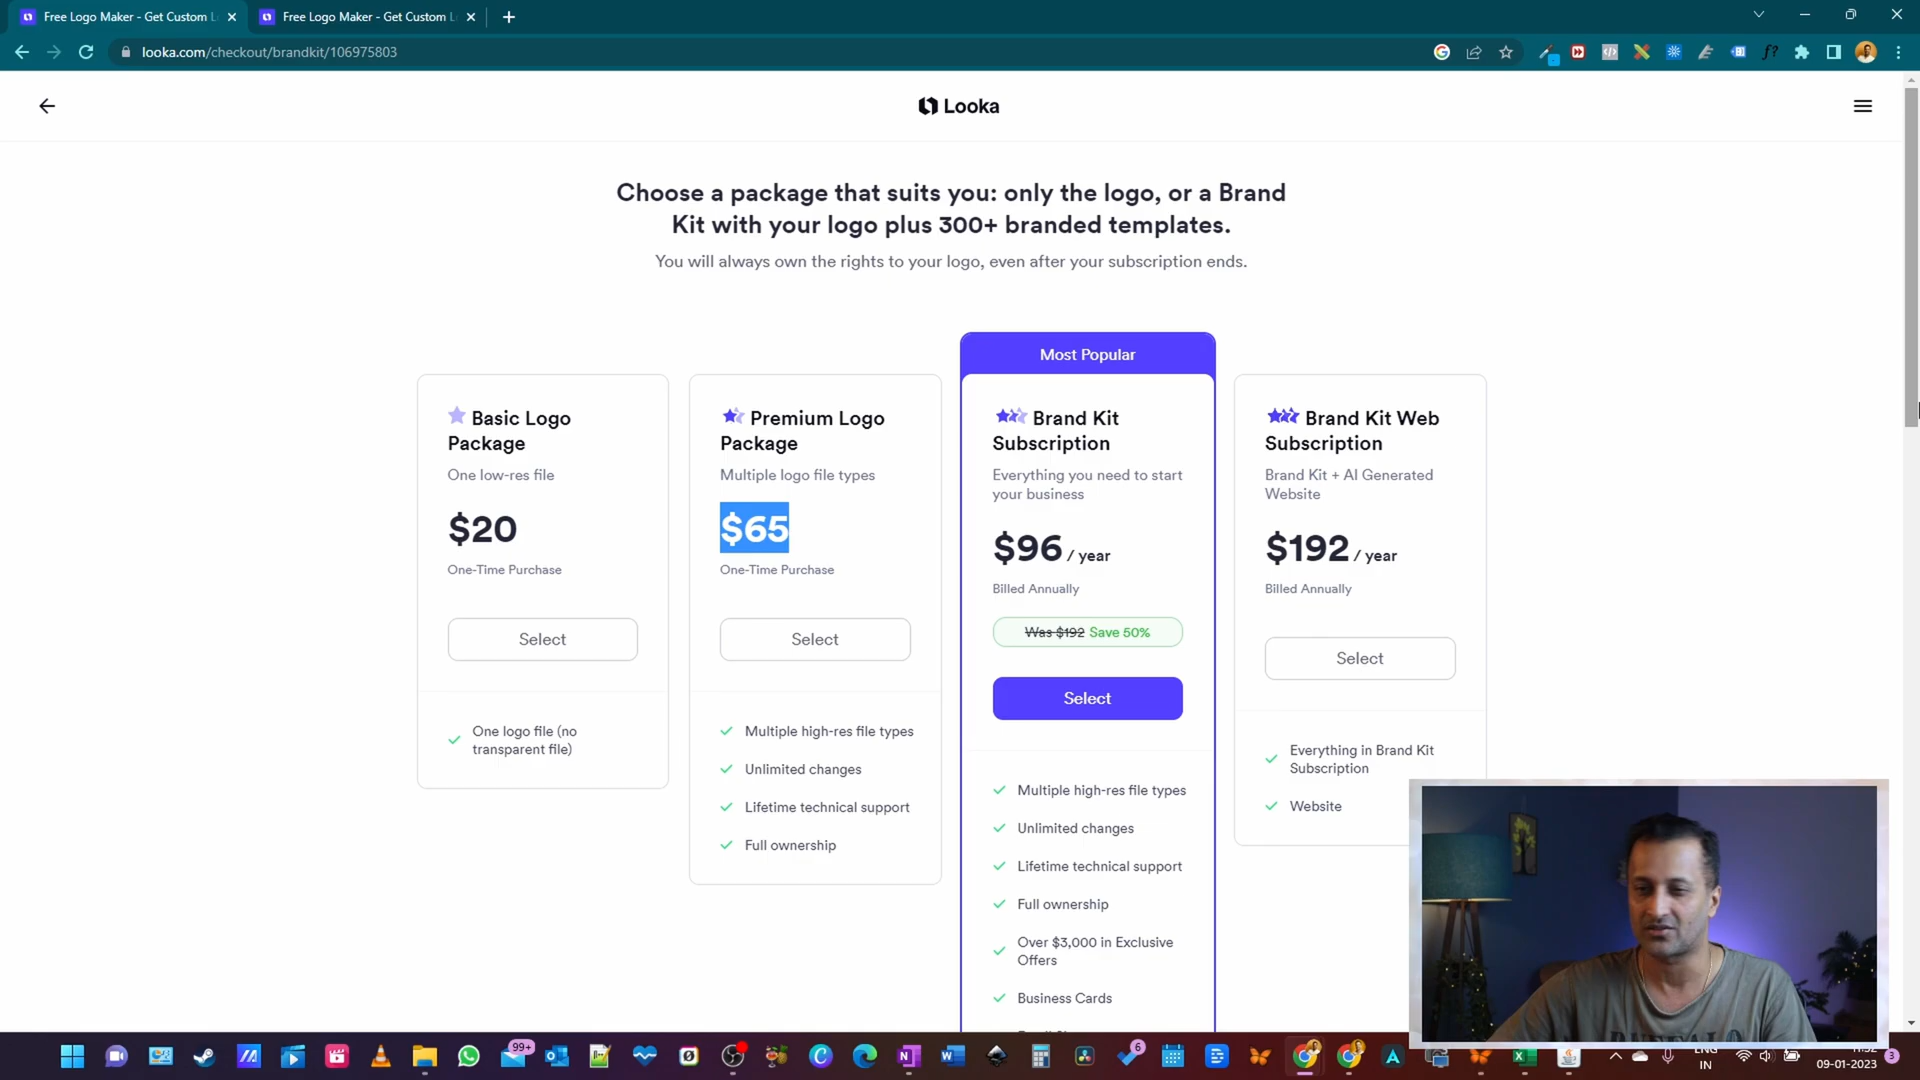 Free Logo Maker - Get Custom L
Free Logo Maker - Get Custom L
looka.com/checkout/brandkit/106975803
Looka
Choose a package that suits you: only the logo, or a Brand
Kit with your logo plus 300+ branded templates.
You will always own the rights to your logo, even after your subscription ends.
Most Popular
Basic Logo
Package
One low-res file
$20
One-Time Purchase
Select
One logo file (no
transparent file)
Premium Logo
Package
Multiple logo file types
$65
One-Time Purchase
Select
Multiple high-res file types
Unlimited changes
Lifetime technical support
Full ownership
Brand Kit
Subscription
Everything you need to start
your business
$96 / year
Billed Annually
Was $192 Save 50%
Select
Multiple high-res file types
Unlimited changes
Lifetime technical support
Full ownership
Over $3,000 in Exclusive
Offers
Business Cards
Brand Kit Web
Subscription
Brand Kit + AI Generated
Website
$192 / year
Billed Annually
Select
Everything in Brand Kit
Subscription
Website
99+
6
ENG
IN
11:52
09-01-2023
3